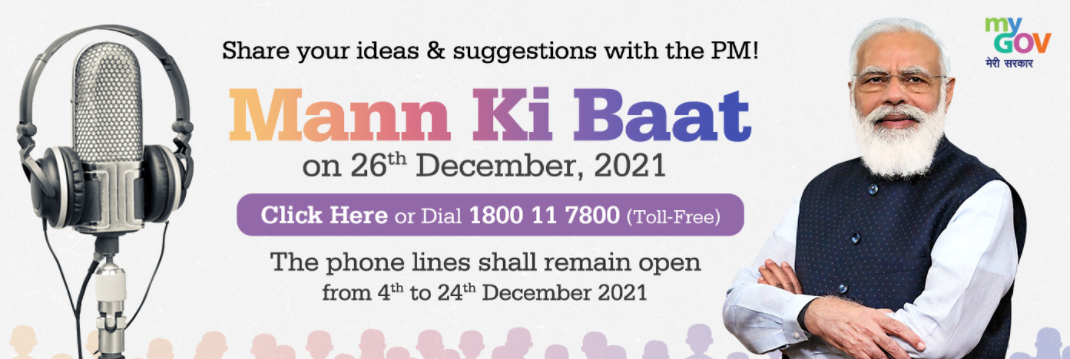 Share your ideas & suggestions with the PM!
Mann Ki Baat
on 26th December, 2021
Click Here or Dial 1800 11 7800 (Toll-Free)
The phone lines shall remain open
from 4th to 24th December 2021
my
GOV
मेरी सरकार